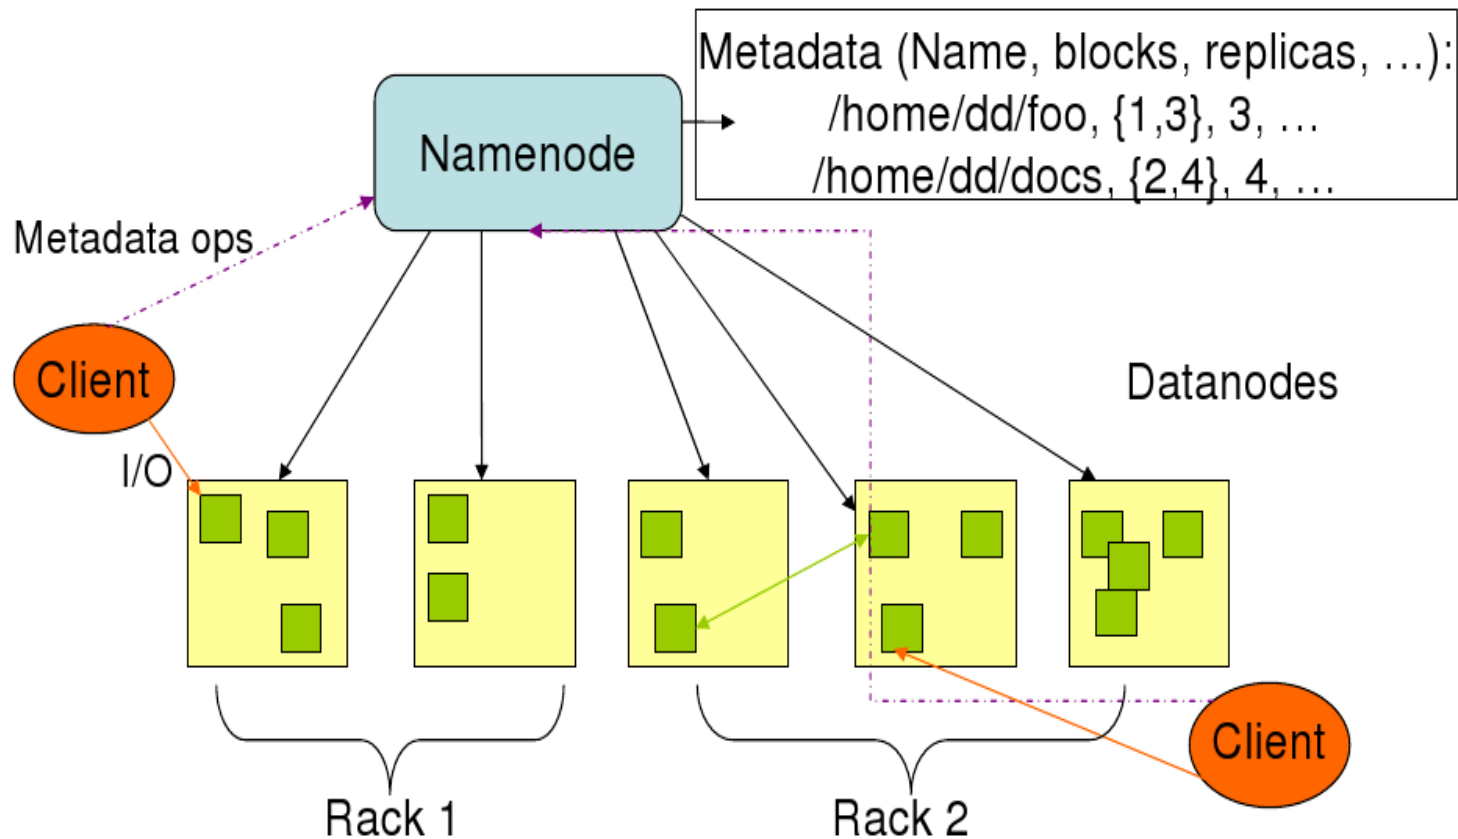 Metadata (Name, blocks, replicas, ...):
/home/dd/foo, {1,3}, 3, ...
/home/dd/docs, {2,4}, 4, ...
Namenode
Metadata ops
Client
Datanodes
I/O
Client
Rack 1
Rack 2